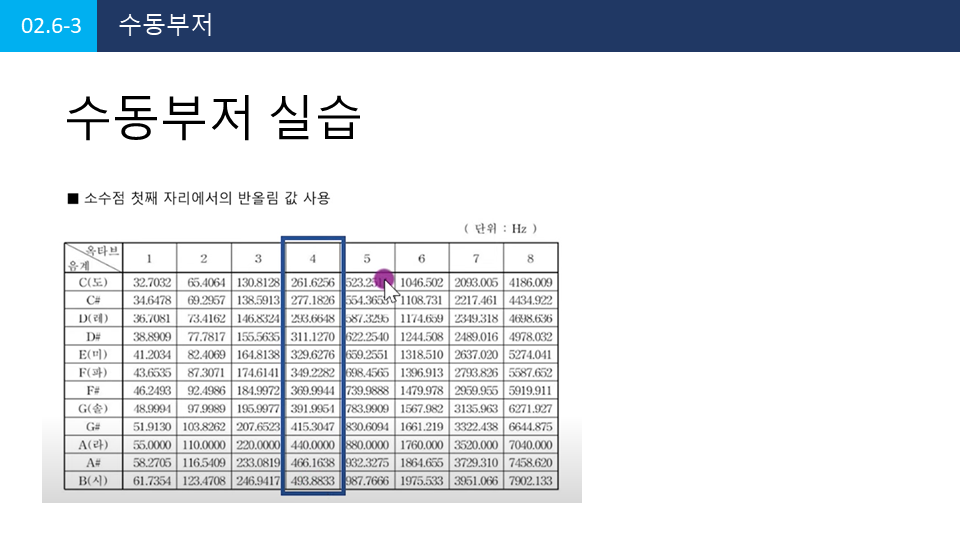 02.6-3 수동부저
수동부저 실습
■ 소수점 첫째 자리에서의 반올림 값 사용
( 단위 : Hz )
옥타브 음계 1 2 3 4 5 6 7 8
C(도) 32.7032 65.4064 130.8128 261.6256 1046.502 2093.005 4186.009
C# 34.6478 69.2957 138.5913 277.1826 554.3653 1108.731 2217.461 4434.922
D(레) 36.7081 73.4162 146.8324 293.6648 587.3295 1174.659 2349.318 4698.636
D# 38.8909 77.7817 155.5635 311.1270 622.2540 1244.508 2489.016 4978.032
E(미) 41.2034 82.4069 164.8138 329.6276 659.2551 1318.510 2637.020 5274.041
F(파) 43.6535 87.3071 174.6141 349.2282 698.4565 1396.913 2793.826 5587.652
F# 46.2493 92.4986 184.9972 369.9944 739.9888 1479.978 2959.955 5919.911
G(솔) 48.9994 97.9989 195.9977 391.9954 783.9909 1567.982 3135.963 6271.927
G# 51.9130 103.8262 207.6523 415.3047 830.6094 1661.219 3322.438 6644.875
A(라) 55.0000 110.0000 220.0000 440.0000 880.0000 1760.000 3520.000 7040.000
A# 58.2705 116.5409 233.0819 466.1638 932.3275 1864.655 3729.310 7458.620
B(시) 61.7354 123.4708 246.9417 493.8833 987.7666 1975.533 3951.066 7902.133